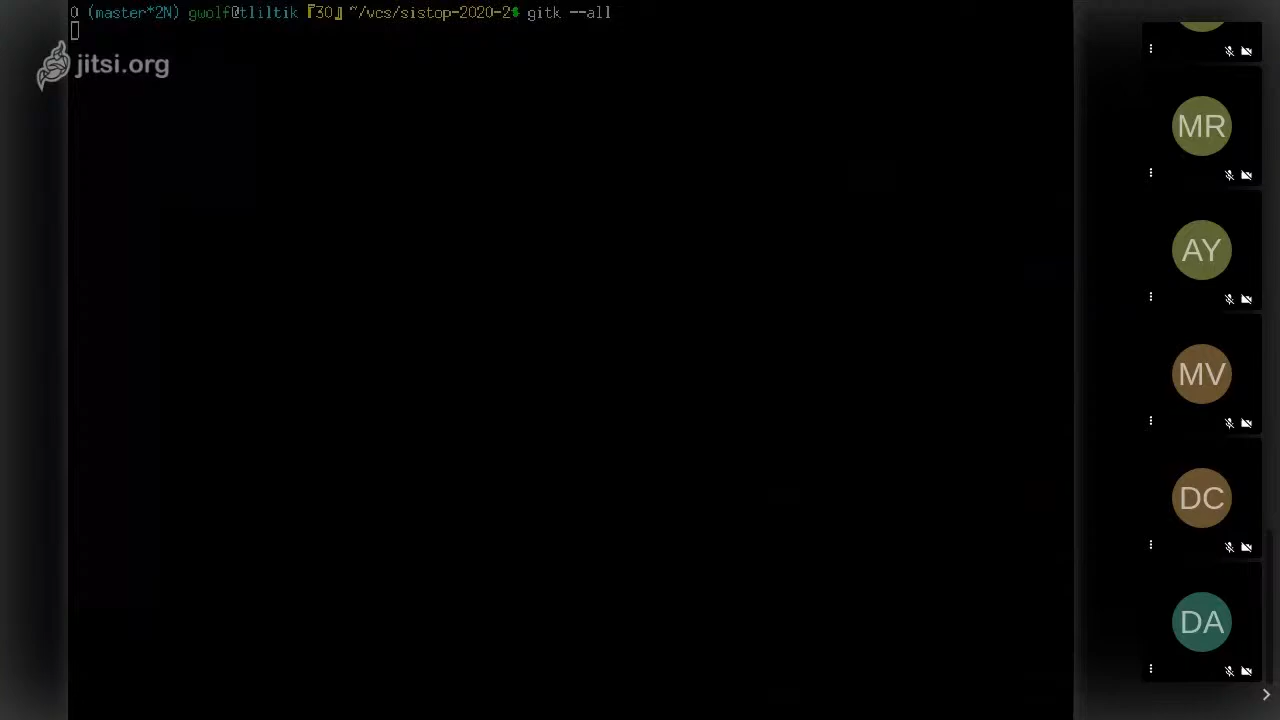 0 (master*2N) gwolf@tliltik 『30』 ~/vcs/sistop-2020-2$ gitk --all
jitsi.org
MR
AY
MV
DC
DA